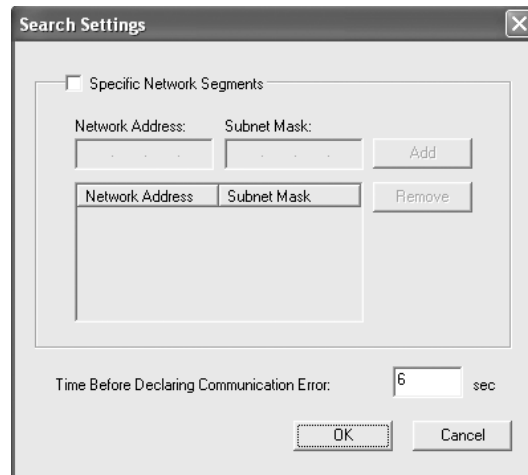 Search Settings
Specific Network Segments
Network Address: Subnet Mask:
. . . . . . Add
Network Address Subnet Mask Remove
Time Before Declaring Communication Error: 6 sec
OK Cancel